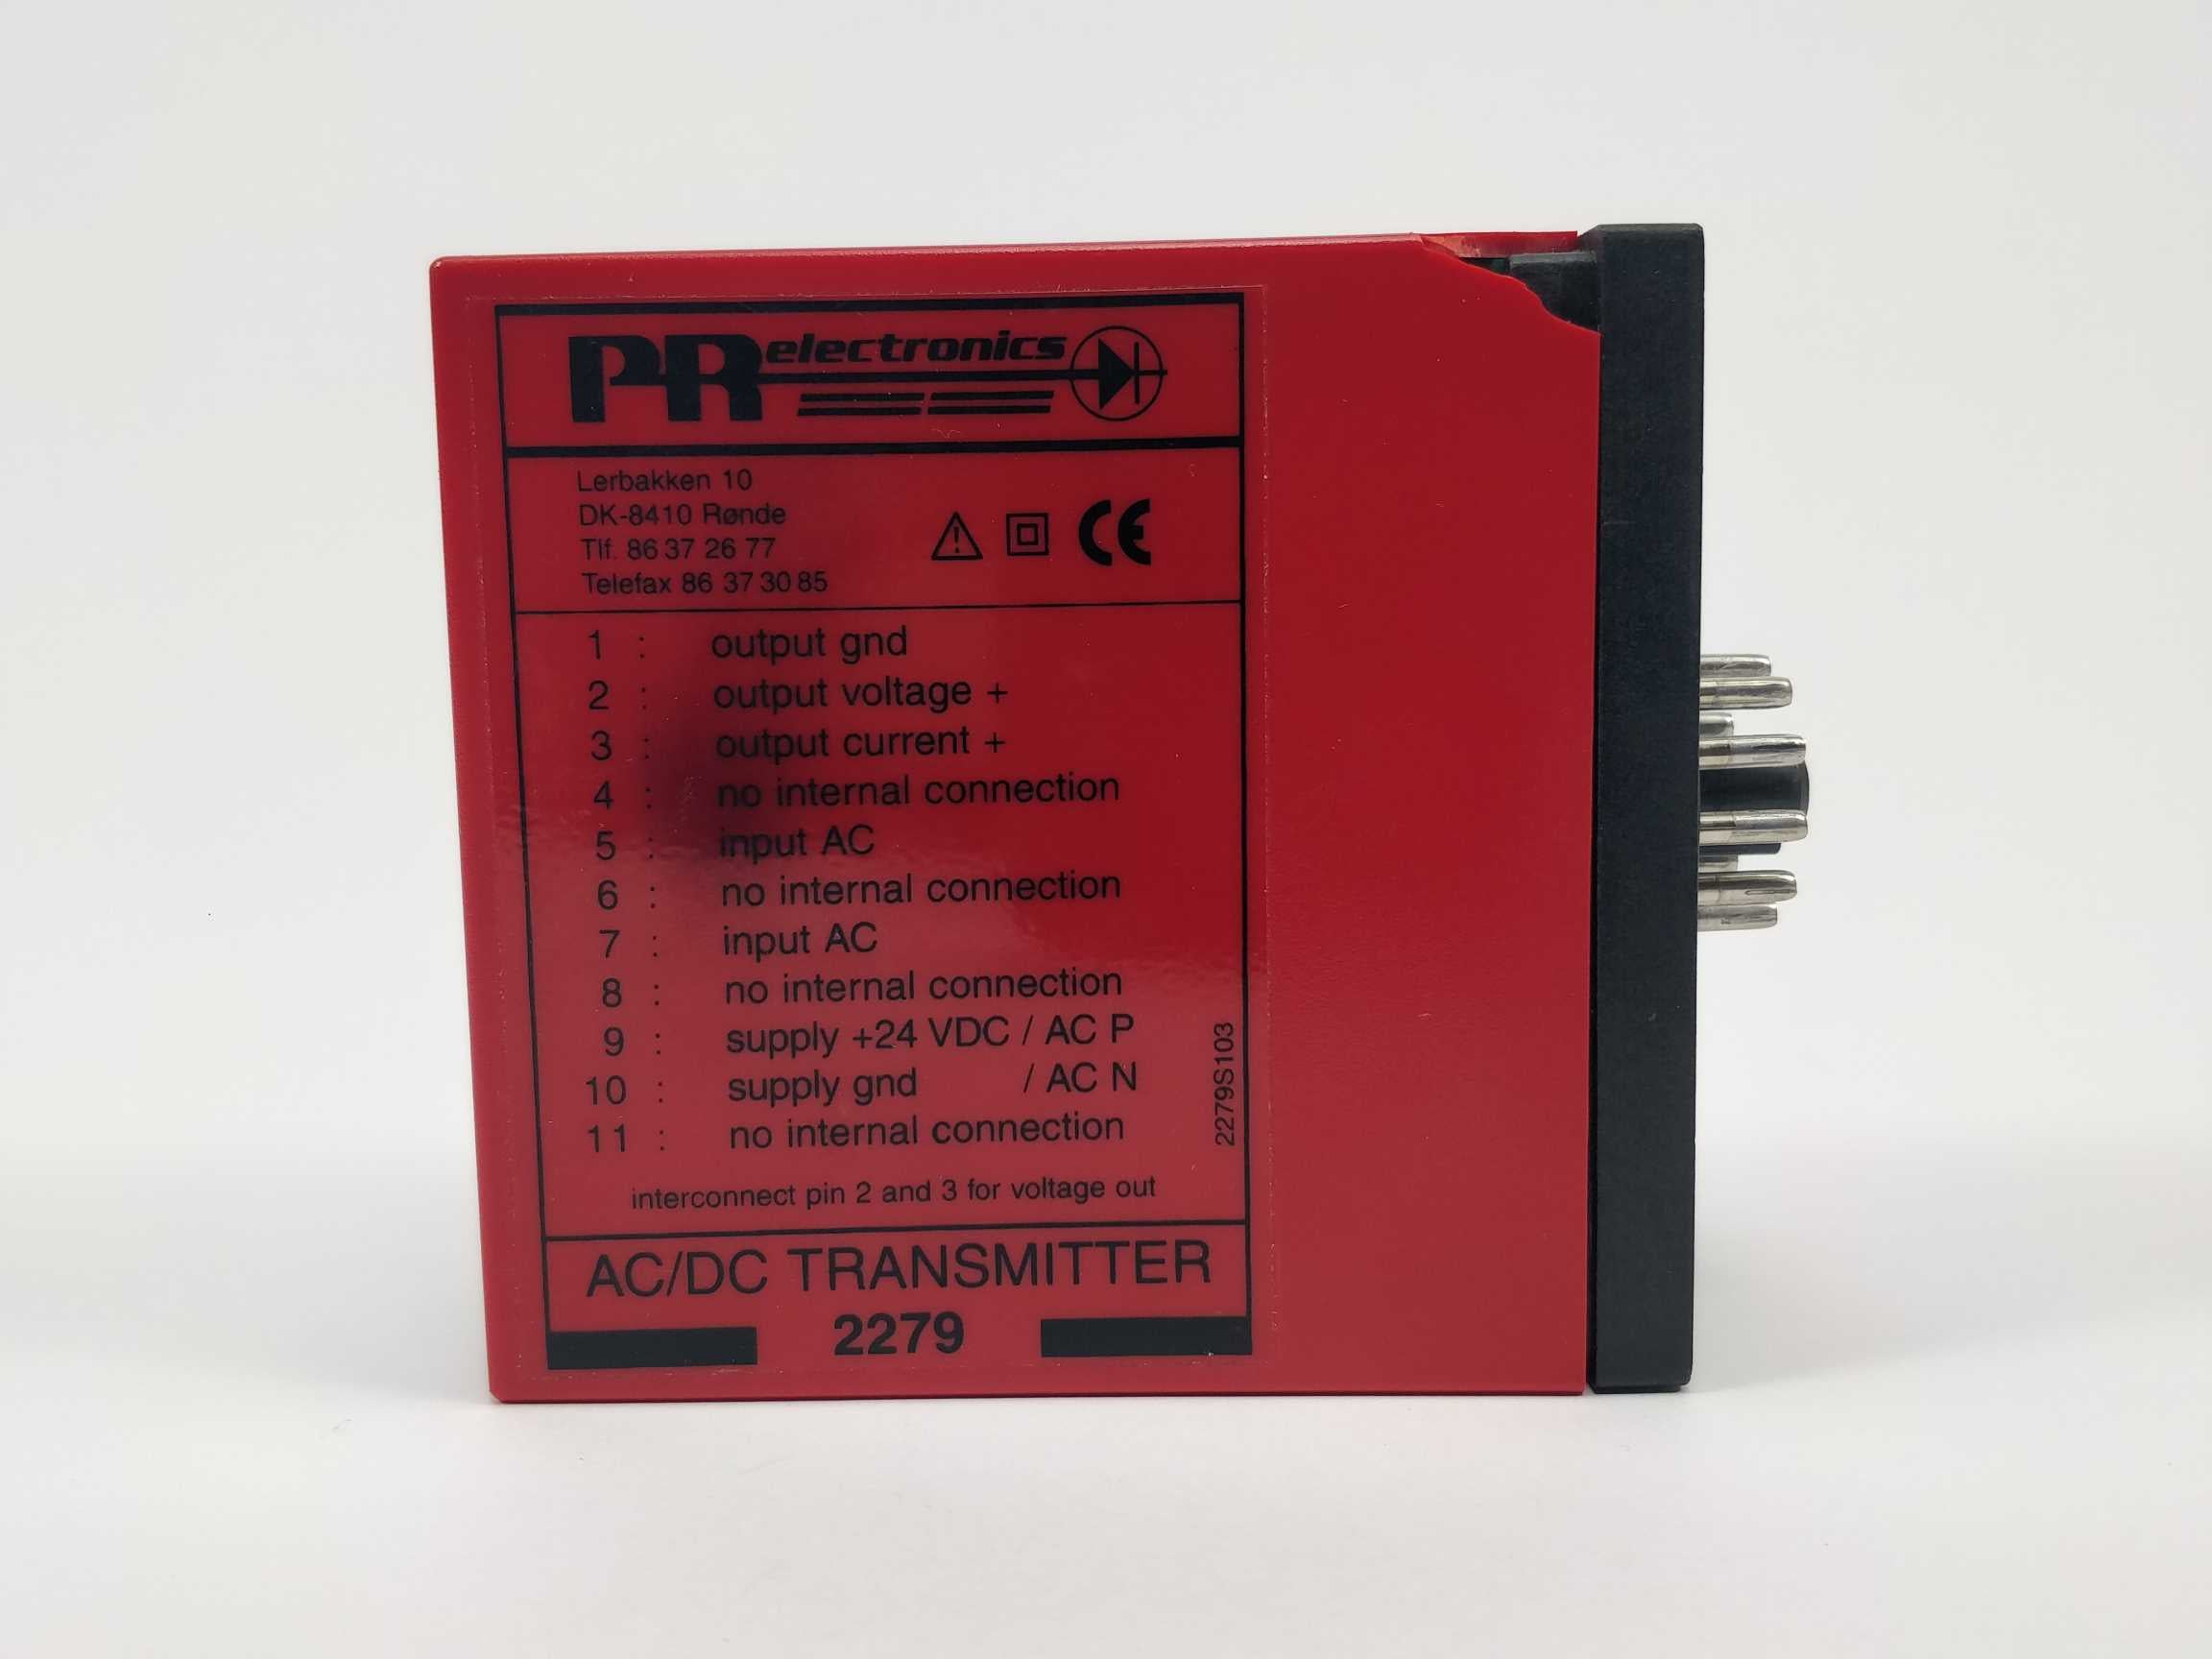 PR electronics
Lerbakken 10
DK-8410 Rønde
Tlf. 86 37 26 77
Telefax 86 37 30 85
CE
1 : output gnd
2 : output voltage +
3 : output current +
4 : no internal connection
5 : input AC
6 : no internal connection
7 : input AC
8 : no internal connection
9 : supply +24 VDC / AC P
10 : supply gnd / AC N
11 : no internal connection
2279S103
interconnect pin 2 and 3 for voltage out
AC/DC TRANSMITTER
2279